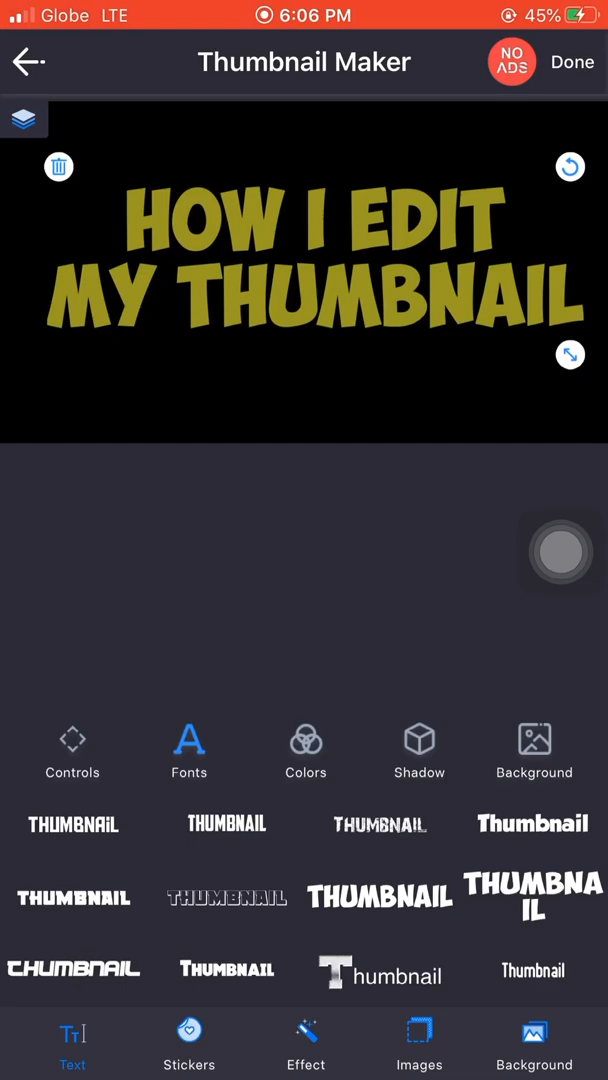 Globe LTE 6:06 PM 45%
Thumbnail Maker NO ADS Done
HOW I EDIT
MY THUMBNAIL
Controls Fonts Colors Shadow Background
THUMBNAIL THUMBNAIL THUMBNAIL Thumbnail
THUMBNAIL THUMBNAIL THUMBNAIL THUMBNA
IL
THUMBNAIL THUMBNAIL Thumbnail Thumbnail
Text Stickers Effect Images Background